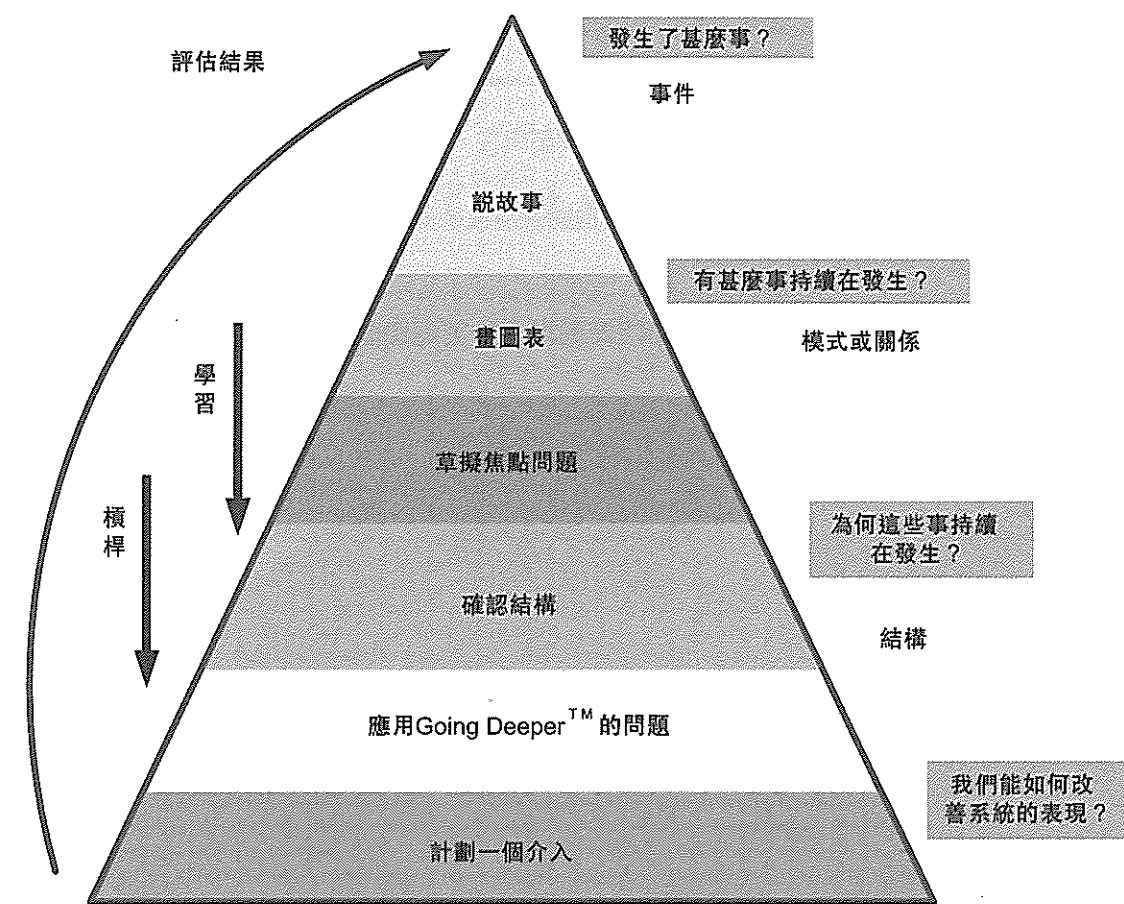 評估結果
發生了甚麼事？
事件
説故事
有甚麼事持續在發生？
模式或關係
畫圖表
學習
草擬焦點問題
槓桿
為何這些事持續
在發生？
確認結構
結構
應用Going Deeper™的問題
我們能如何改
善系統的表現？
計劃一個介入